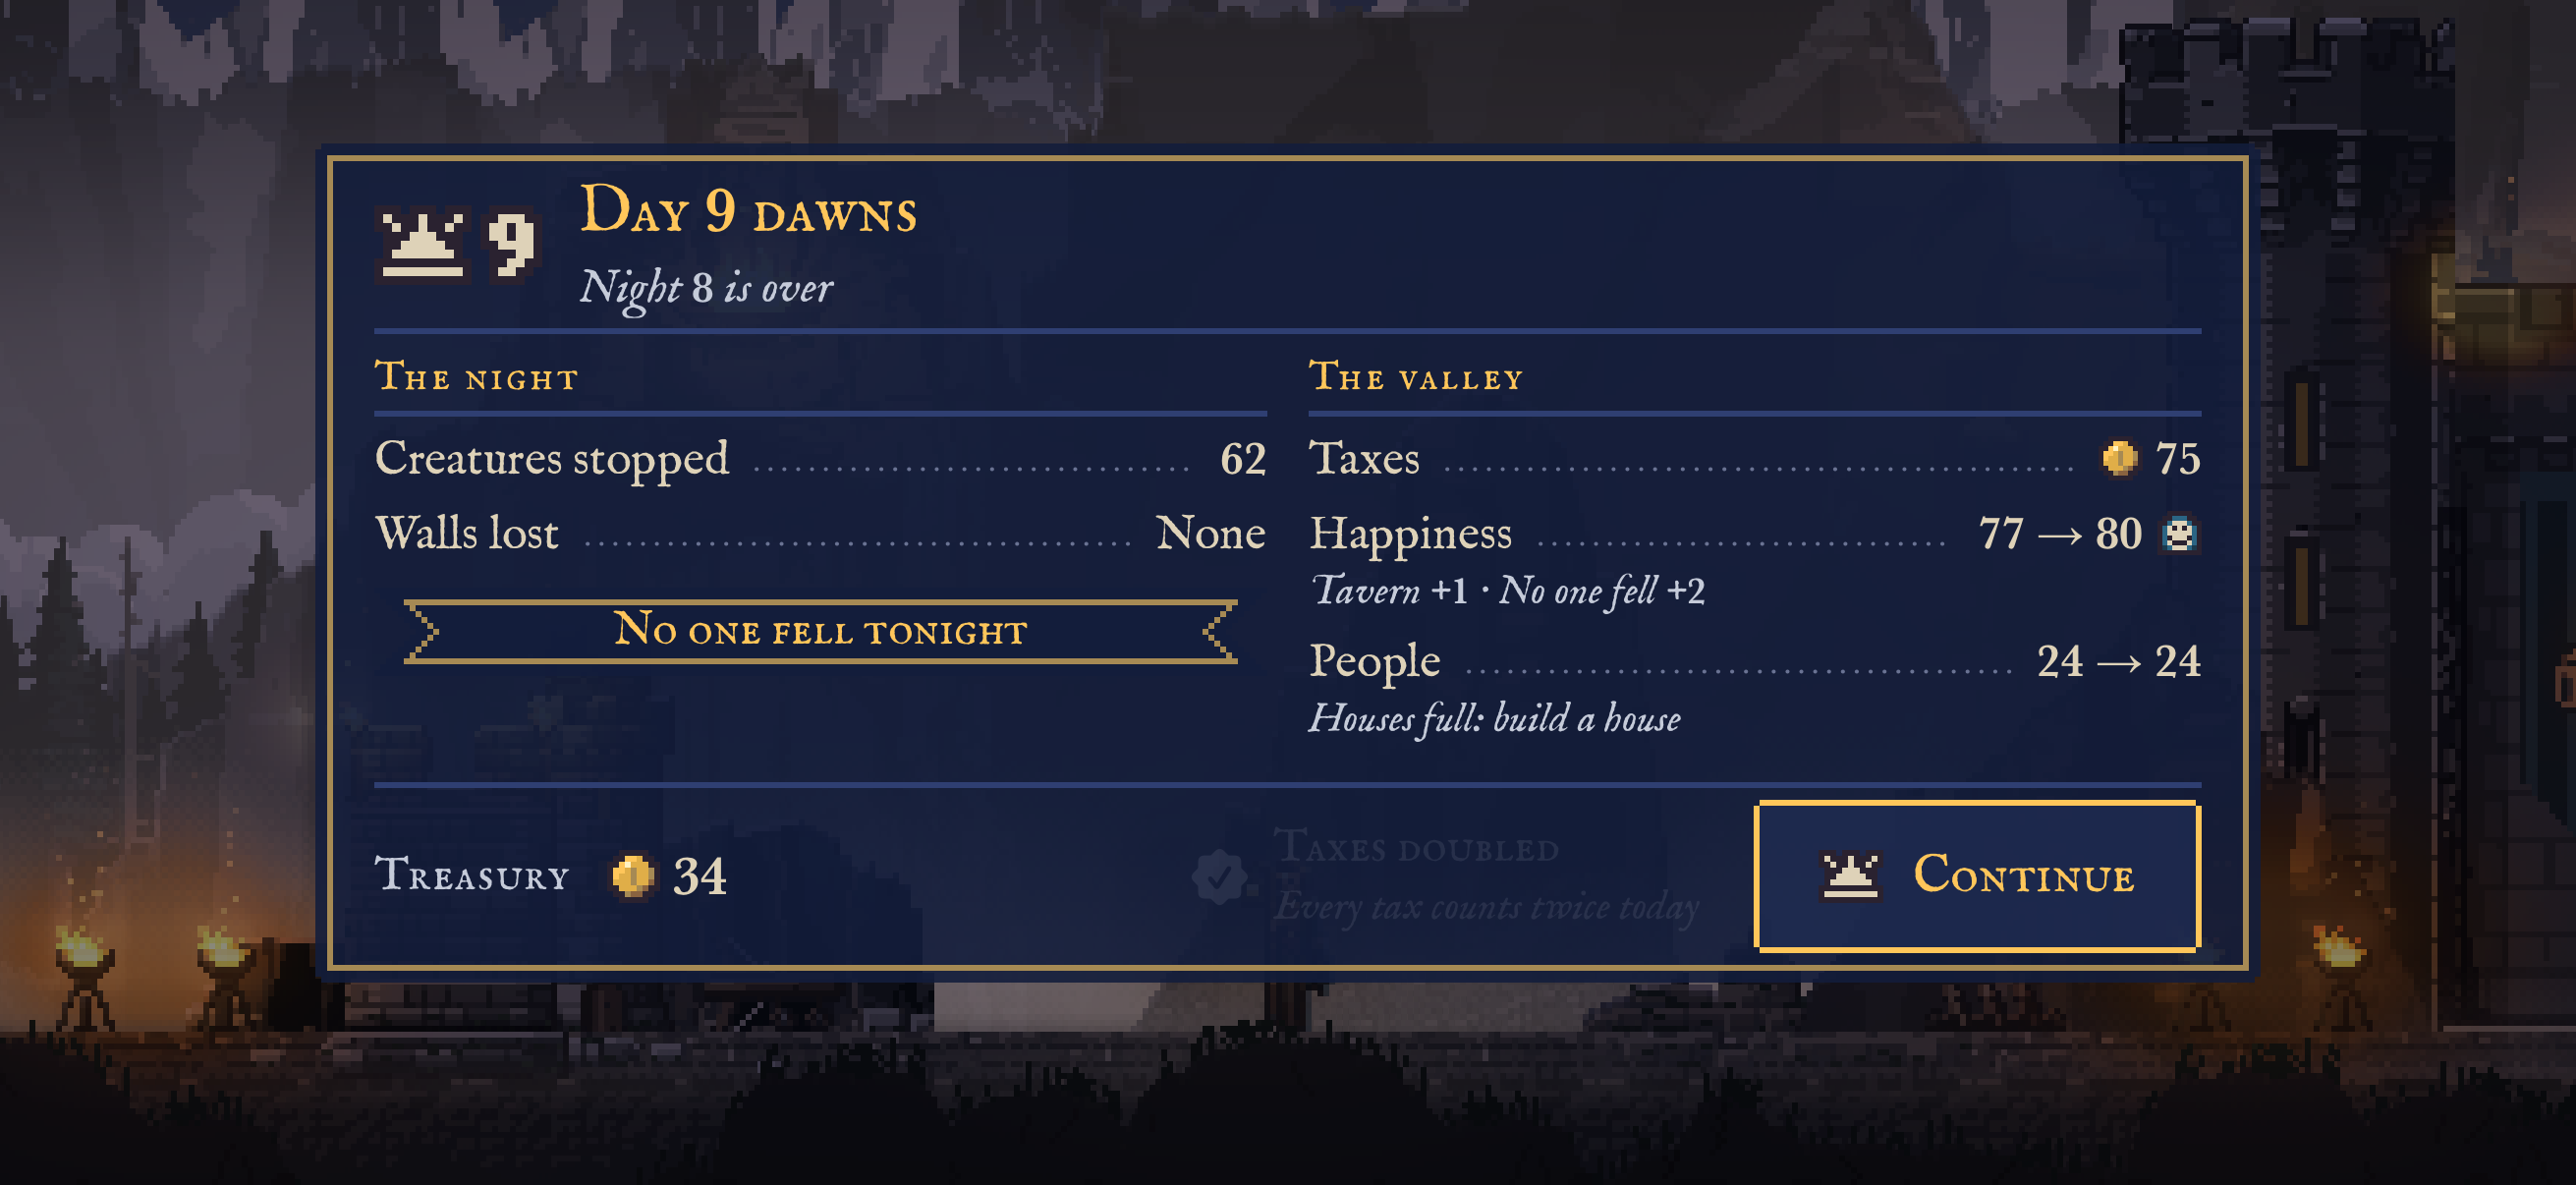 9
Day 9 dawns
Night 8 is over
The night
Creatures stopped 62
Walls lost None
No one fell tonight
The valley
Taxes 75
Happiness 77 → 80
Tavern +1 · No one fell +2
People 24 → 24
Houses full: build a house
Treasury 34
Taxes doubled
Every tax counts twice today
Continue